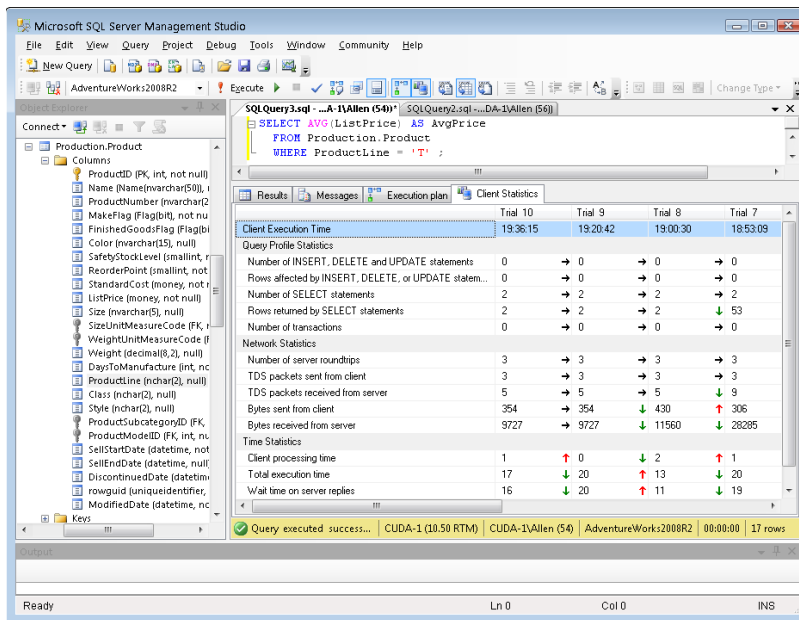 Microsoft SQL Server Management Studio
File Edit View Query Project Debug Tools Window Community Help
New Query
AdventureWorks2008R2 Execute Change Type
Object Explorer
Connect
Production.Product
Columns
ProductID (PK, int, not null)
Name (Name(nvarchar(50)), r
ProductNumber (nvarchar(2
MakeFlag (Flag(bit), not nu
FinishedGoodsFlag (Flag(bi
Color (nvarchar(15), null)
SafetyStockLevel (smallint, r
ReorderPoint (smallint, not
StandardCost (money, not r
ListPrice (money, not null)
Size (nvarchar(5), null)
SizeUnitMeasureCode (FK, r
WeightUnitMeasureCode (F
Weight (decimal(8,2), null)
DaysToManufacture (int, nc
ProductLine (nchar(2), null)
Class (nchar(2), null)
Style (nchar(2), null)
ProductSubcategoryID (FK,
ProductModelID (FK, int, nu
SellStartDate (datetime, not
SellEndDate (datetime, null
DiscontinuedDate (datetime
rowguid (uniqueidentifier,
ModifiedDate (datetime, nc
Keys
SQLQuery3.sql - ...A-1\Allen (54))* SQLQuery2.sql -...DA-1\Allen (56))
SELECT AVG(ListPrice) AS AvgPrice
FROM Production.Product
WHERE ProductLine = 'T' ;
Results Messages Execution plan Client Statistics
Trial 10 Trial 9 Trial 8 Trial 7
Client Execution Time 19:36:15 19:20:42 19:00:30 18:53:09
Query Profile Statistics
Number of INSERT, DELETE and UPDATE statements 0 → 0 → 0 → 0
Rows affected by INSERT, DELETE, or UPDATE statem... 0 → 0 → 0 → 0
Number of SELECT statements 2 → 2 → 2 → 2
Rows returned by SELECT statements 2 → 2 → 2 ↓ 53
Number of transactions 0 → 0 → 0 → 0
Network Statistics
Number of server roundtrips 3 → 3 → 3 → 3
TDS packets sent from client 3 → 3 → 3 → 3
TDS packets received from server 5 → 5 → 5 ↓ 9
Bytes sent from client 354 → 354 ↓ 430 ↑ 306
Bytes received from server 9727 → 9727 ↓ 11560 ↓ 28285
Time Statistics
Client processing time 1 ↑ 0 ↓ 2 ↑ 1
Total execution time 17 ↓ 20 ↑ 13 ↓ 20
Wait time on server replies 16 ↓ 20 ↑ 11 ↓ 19
Query executed success... CUDA-1 (10.50 RTM) CUDA-1\Allen (54) AdventureWorks2008R2 00:00:00 17 rows
Output
Ready Ln 0 Col 0 INS